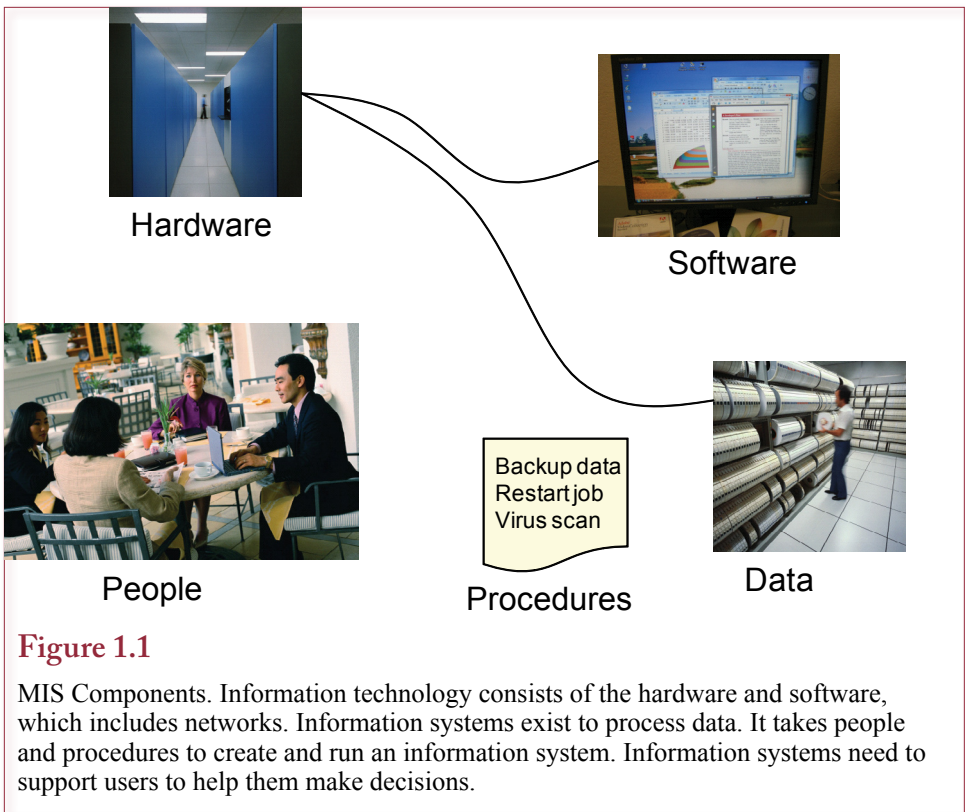 Hardware
Software
People
Backup data
Restart job
Virus scan
Procedures
Data
Figure 1.1
MIS Components. Information technology consists of the hardware and software,
which includes networks. Information systems exist to process data. It takes people
and procedures to create and run an information system. Information systems need to
support users to help them make decisions.